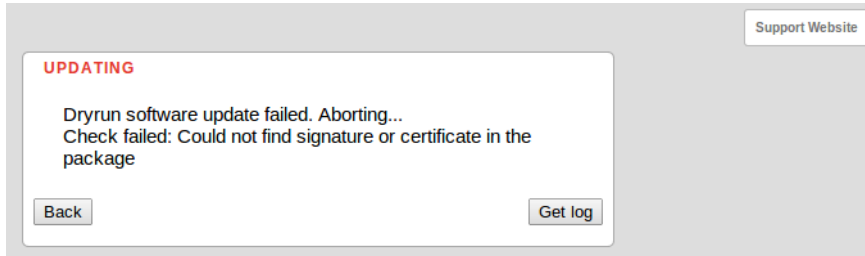 Support Website
UPDATING
Dryrun software update failed. Aborting...
Check failed: Could not find signature or certificate in the
package
Back
Get log